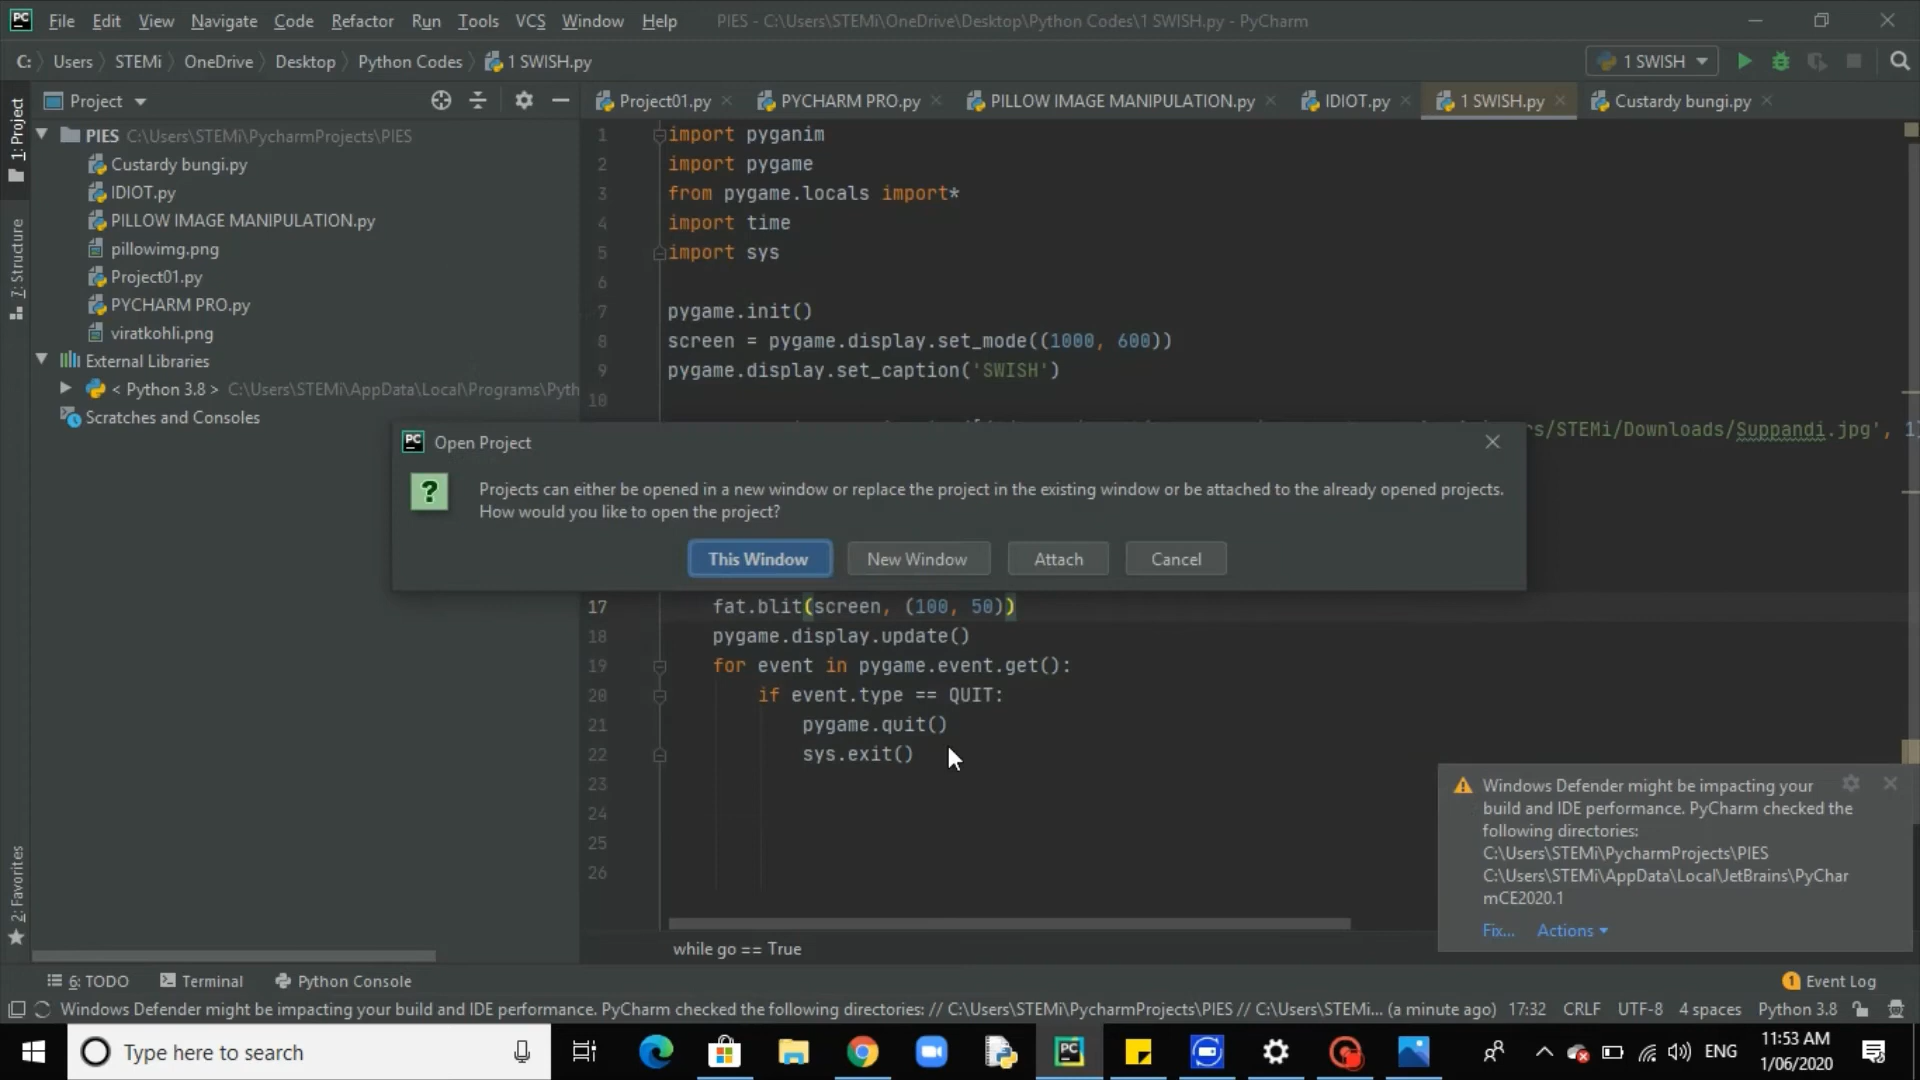 PC File Edit View Navigate Code Refactor Run Tools VCS Window Help PIES - C:\Users\STEMi\OneDrive\Desktop\Python Codes\1 SWISH.py - PyCharm
C: Users STEMi OneDrive Desktop Python Codes 1 SWISH.py 1 SWISH
Project
Project01.py PYCHARM PRO.py PILLOW IMAGE MANIPULATION.py IDIOT.py 1 SWISH.py Custardy bungi.py
1: Project
7: Structure
2: Favorites
PIES C:\Users\STEMi\PycharmProjects\PIES
Custardy bungi.py
IDIOT.py
PILLOW IMAGE MANIPULATION.py
pillowimg.png
Project01.py
PYCHARM PRO.py
viratkohli.png
External Libraries
< Python 3.8 > C:\Users\STEMi\AppData\Local\Programs\Pyth
Scratches and Consoles
1 import pyganim
2 import pygame
3 from pygame.locals import*
4 import time
5 import sys
6
7 pygame.init()
8 screen = pygame.display.set_mode((1000, 600))
9 pygame.display.set_caption('SWISH')
10
rs/STEMi/Downloads/Suppandi.jpg', 1
PC Open Project
? Projects can either be opened in a new window or replace the project in the existing window or be attached to the already opened projects.
How would you like to open the project?
This Window New Window Attach Cancel
17 fat.blit(screen, (100, 50))
18 pygame.display.update()
19 for event in pygame.event.get():
20 if event.type == QUIT:
21 pygame.quit()
22 sys.exit()
23
24
25
26
while go == True
Windows Defender might be impacting your
build and IDE performance. PyCharm checked the
following directories:
C:\Users\STEMi\PycharmProjects\PIES
C:\Users\STEMi\AppData\Local\JetBrains\PyChar
mCE2020.1
Fix... Actions
6: TODO Terminal Python Console 1 Event Log
Windows Defender might be impacting your build and IDE performance. PyCharm checked the following directories: // C:\Users\STEMi\PycharmProjects\PIES // C:\Users\STEMi... (a minute ago) 17:32 CRLF UTF-8 4 spaces Python 3.8
Type here to search PC ENG 11:53 AM
1/06/2020